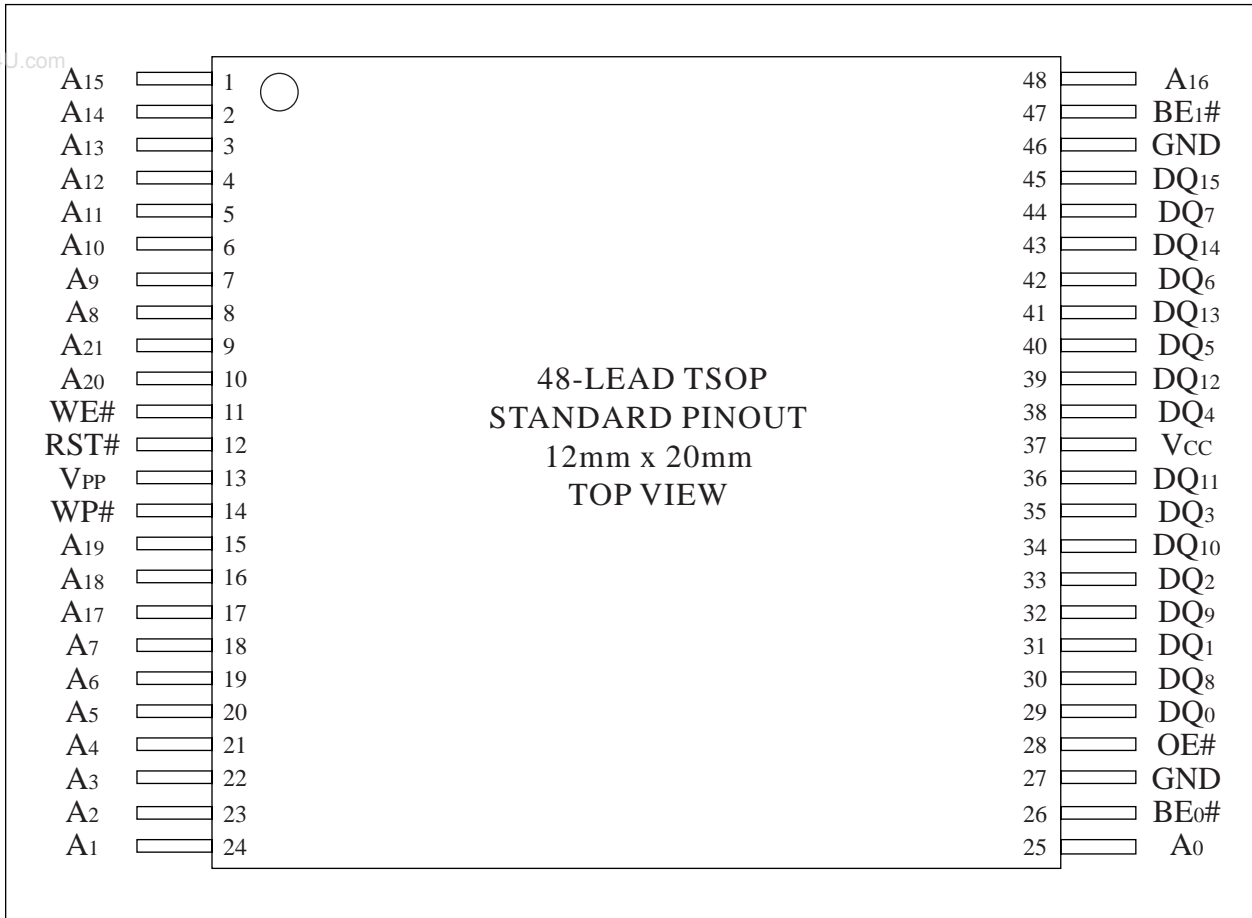 U.com
A15 1 48 A16
A14 2 47 BE1#
A13 3 46 GND
A12 4 45 DQ15
A11 5 44 DQ7
A10 6 43 DQ14
A9 7 42 DQ6
A8 8 41 DQ13
A21 9 40 DQ5
A20 10 39 DQ12
WE# 11 38 DQ4
RST# 12 37 VCC
VPP 13 36 DQ11
WP# 14 35 DQ3
A19 15 34 DQ10
A18 16 33 DQ2
A17 17 32 DQ9
A7 18 31 DQ1
A6 19 30 DQ8
A5 20 29 DQ0
A4 21 28 OE#
A3 22 27 GND
A2 23 26 BE0#
A1 24 25 A0
48-LEAD TSOP
STANDARD PINOUT
12mm x 20mm
TOP VIEW